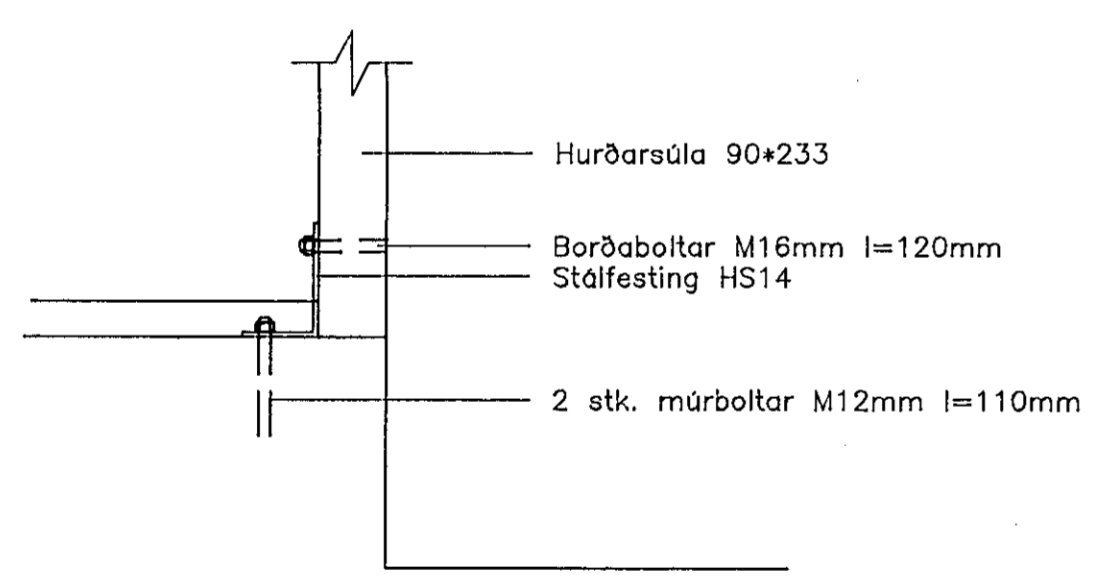 Hurðarsúla 90*233
Borðaboltar M16mm l=120mm
Stálfesting HS14
2 stk. múrboltar M12mm l=110mm